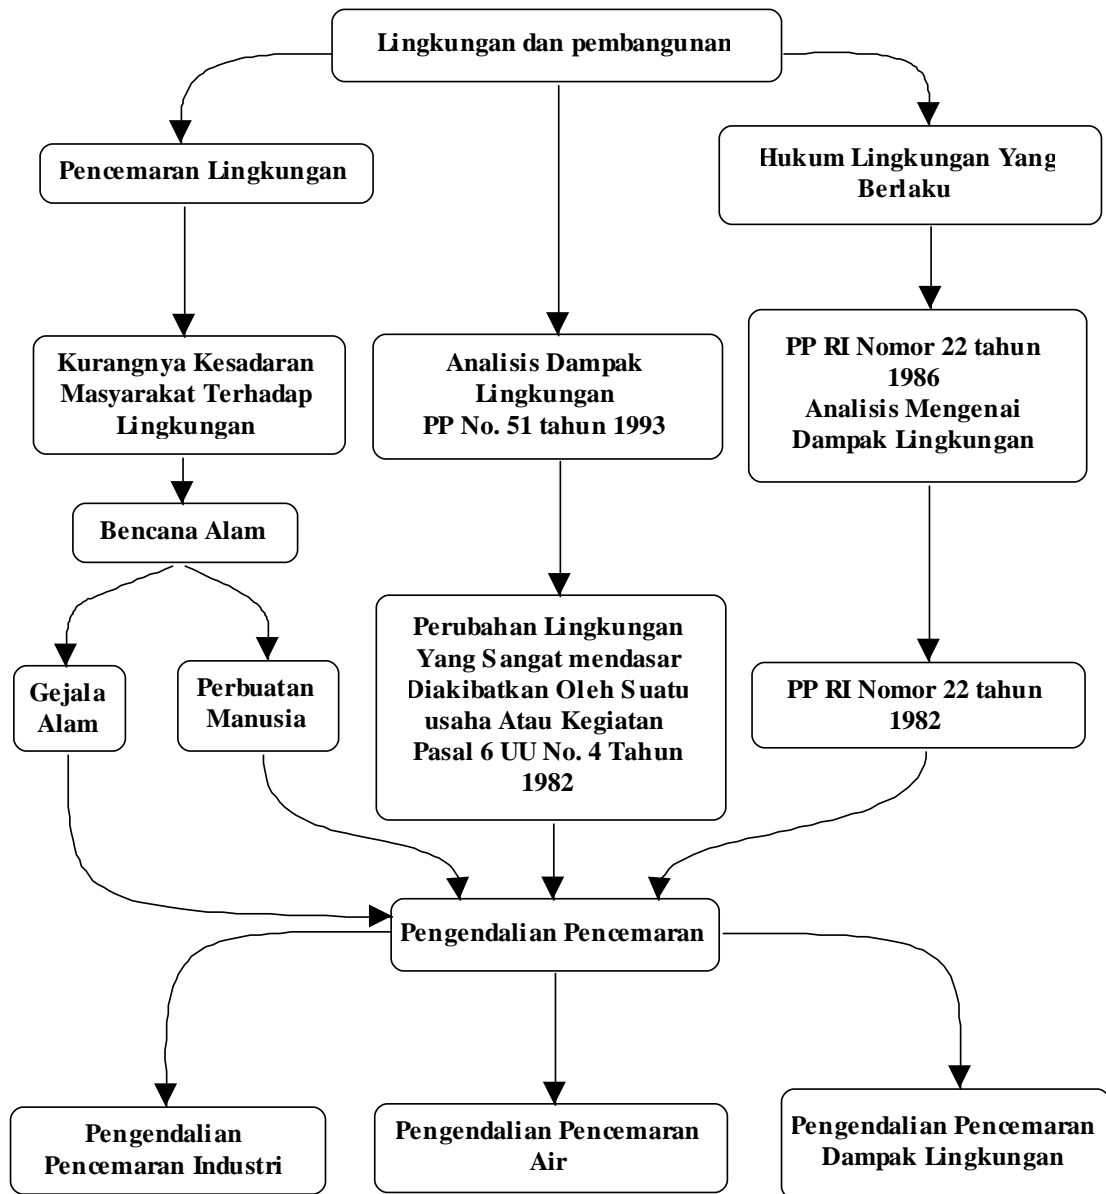 Lingkungan dan pembangunan
Pencemaran Lingkungan
Hukum Lingkungan Yang
Berlaku
Kurangnya Kesadaran
Masyarakat Terhadap
Lingkungan
Analisis Dampak
Lingkungan
PP No. 51 tahun 1993
PP RI Nomor 22 tahun
1986
Analisis Mengenai
Dampak Lingkungan
Bencana Alam
Gejala
Alam
Perbuatan
Manusia
Perubahan Lingkungan
Yang Sangat mendasar
Diakibatkan Oleh Suatu
usaha Atau Kegiatan
Pasal 6 UU No. 4 Tahun
1982
PP RI Nomor 22 tahun
1982
Pengendalian Pencemaran
Pengendalian
Pencemaran Industri
Pengendalian Pencemaran
Air
Pengendalian Pencemaran
Dampak Lingkungan